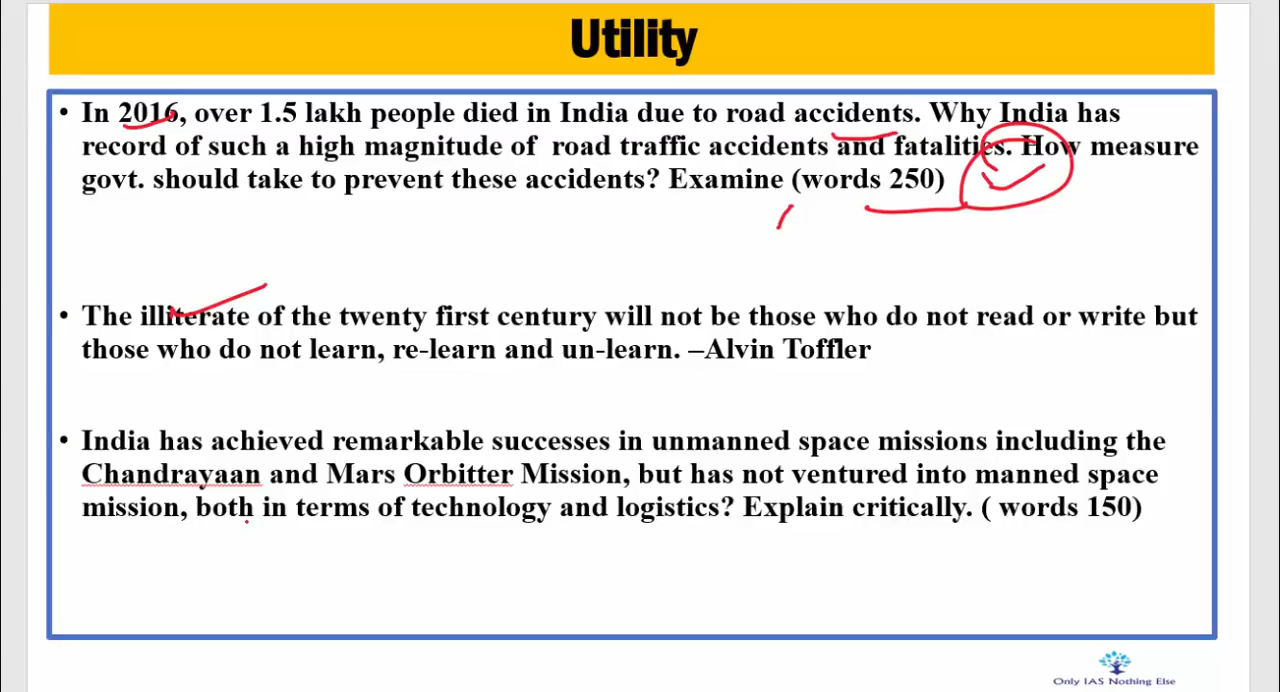 Utility
• In 2016, over 1.5 lakh people died in India due to road accidents. Why India has
record of such a high magnitude of road traffic accidents and fatalities. How measure
govt. should take to prevent these accidents? Examine (words 250)
• The illiterate of the twenty first century will not be those who do not read or write but
those who do not learn, re-learn and un-learn. –Alvin Toffler
• India has achieved remarkable successes in unmanned space missions including the
Chandrayaan and Mars Orbitter Mission, but has not ventured into manned space
mission, both in terms of technology and logistics? Explain critically. ( words 150)
Only IAS Nothing Else